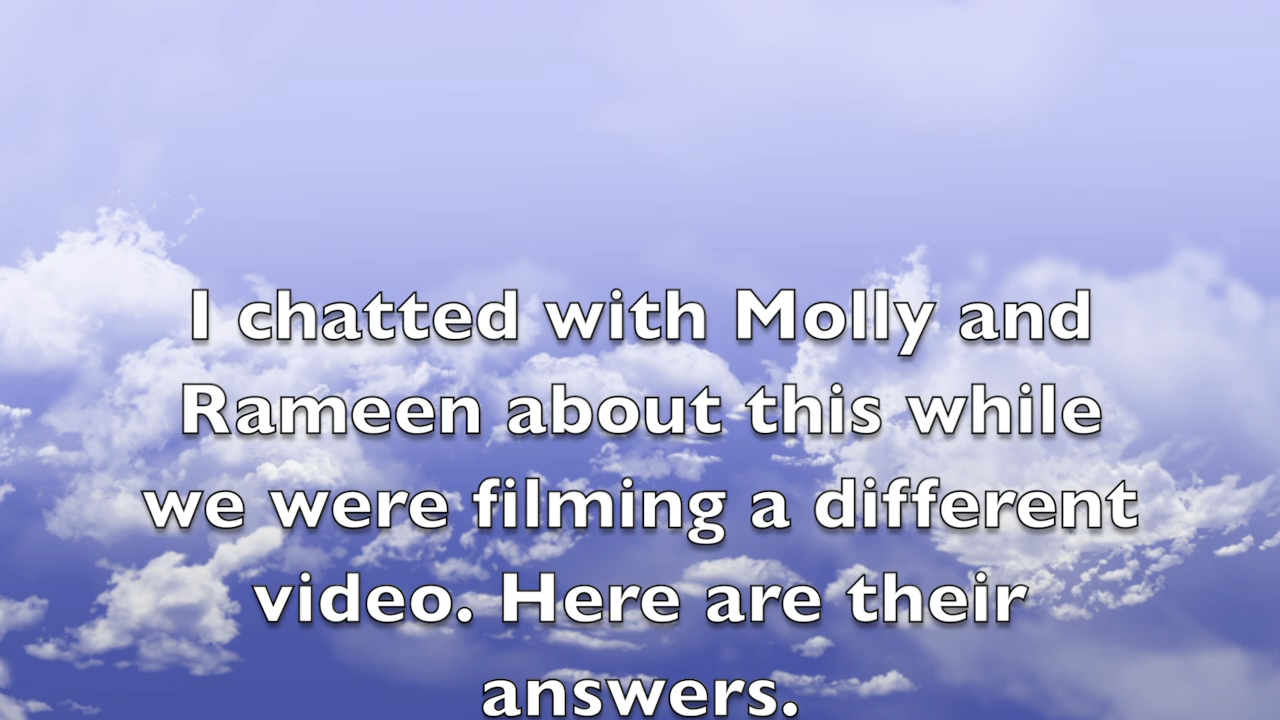 I chatted with Molly and
Rameen about this while
we were filming a different
video. Here are their
answers.